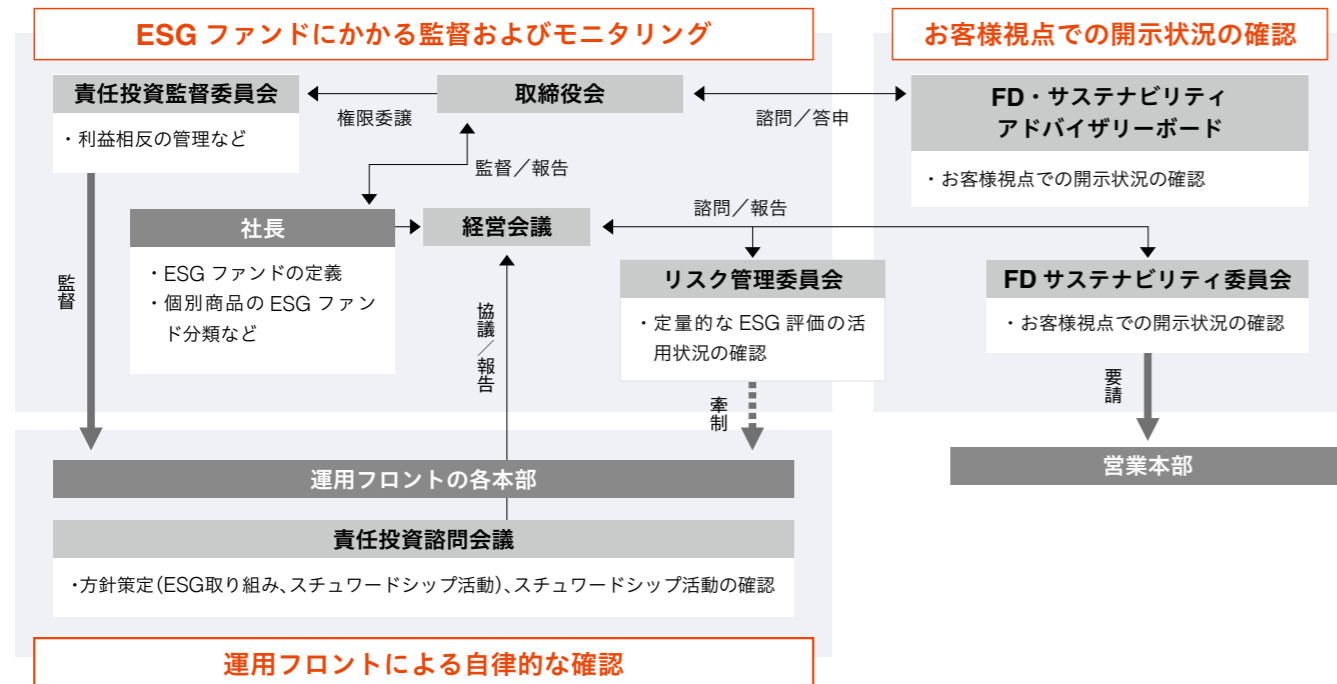 ESG ファンドにかかる監督およびモニタリング
お客様視点での開示状況の確認
責任投資監督委員会
・利益相反の管理など
権限委譲
取締役会
諮問／答申
FD・サステナビリティ
アドバイザリーボード
・お客様視点での開示状況の確認
監督／報告
社長
・ESG ファンドの定義
・個別商品の ESG ファン
ド分類など
経営会議
諮問／報告
監督
協議／報告
リスク管理委員会
・定量的な ESG 評価の活
用状況の確認
牽制
FD サステナビリティ委員会
・お客様視点での開示状況の確認
要請
営業本部
運用フロントの各本部
責任投資諮問会議
・方針策定（ESG取り組み、スチュワードシップ活動）、スチュワードシップ活動の確認
運用フロントによる自律的な確認